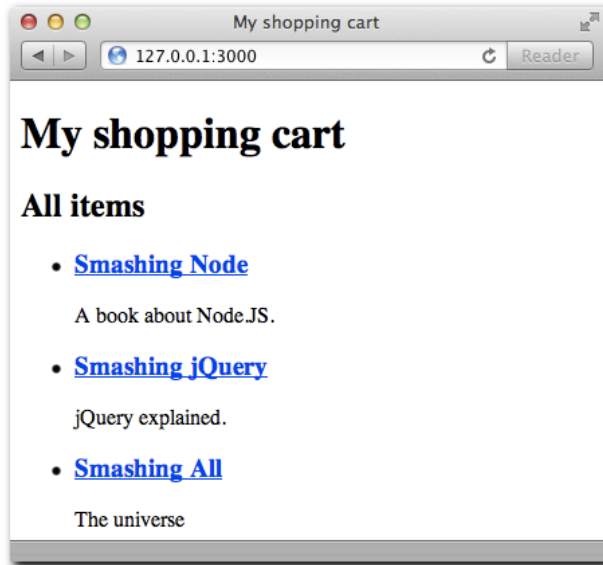 My shopping cart
127.0.0.1:3000
Reader
My shopping cart
All items
Smashing Node
A book about Node.JS.
Smashing jQuery
jQuery explained.
Smashing All
The universe